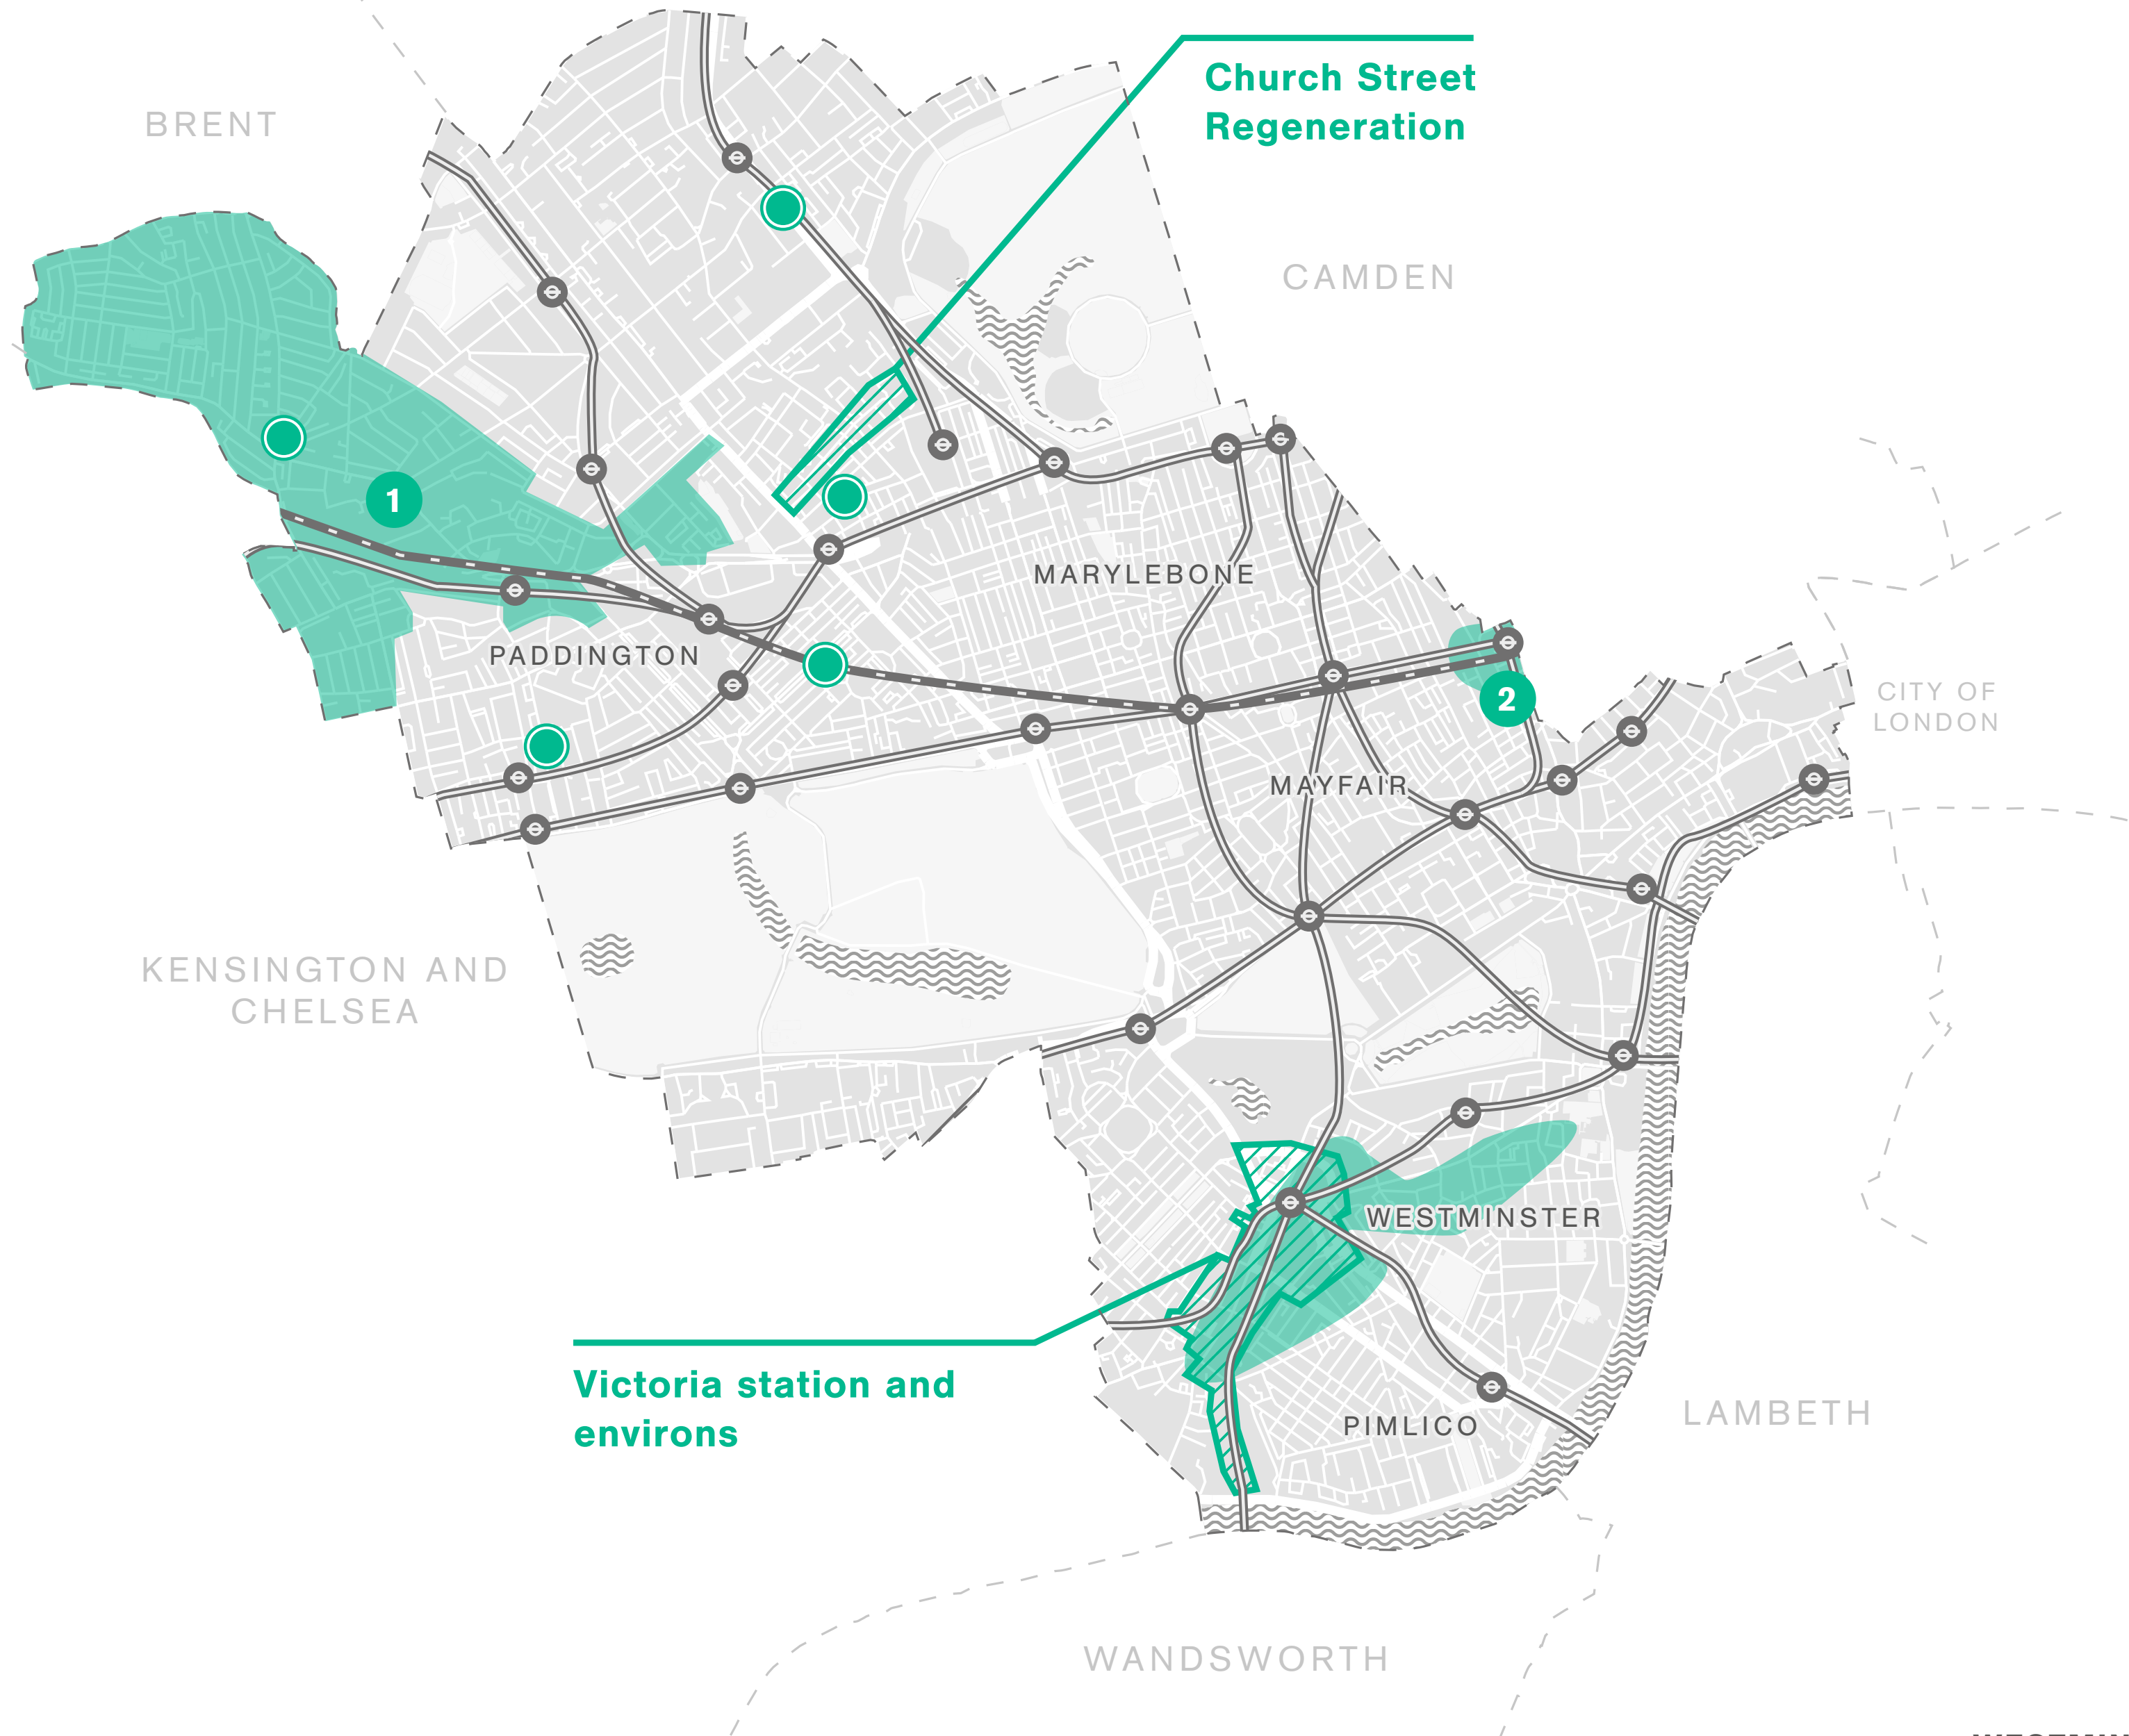 Church Street
Regeneration
BRENT
CAMDEN
1
MARYLEBONE
PADDINGTON
2
CITY OF
LONDON
MAYFAIR
KENSINGTON AND
CHELSEA
WESTMINSTER
Victoria station and
environs
PIMLICO
LAMBETH
WANDSWORTH